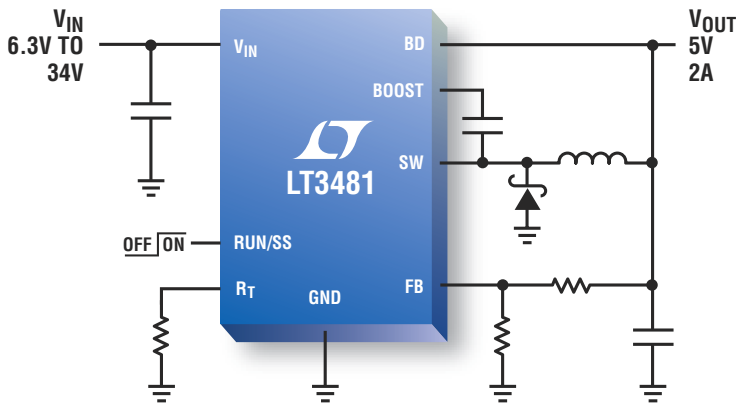 VIN
6.3V TO
34V
VIN
BD
VOUT
5V
2A
BOOST
SW
LT3481
OFF ON
RUN/SS
RT
GND
FB